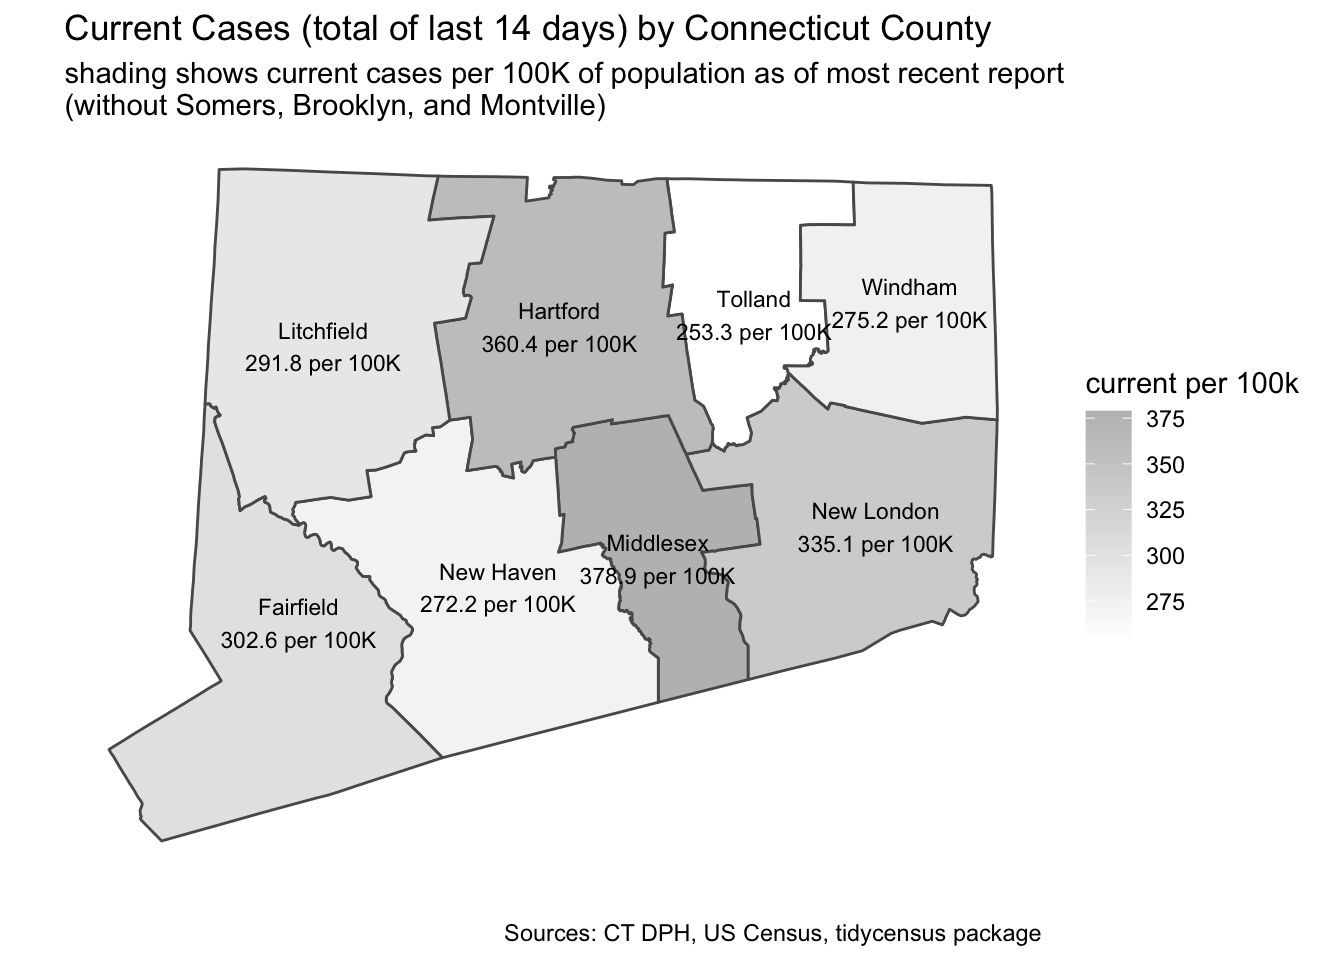 Current Cases (total of last 14 days) by Connecticut County
shading shows current cases per 100K of population as of most recent report
(without Somers, Brooklyn, and Montville)
Litchfield
291.8 per 100K
Hartford
360.4 per 100K
Tolland
253.3 per 100K
Windham
275.2 per 100K
Fairfield
302.6 per 100K
New Haven
272.2 per 100K
Middlesex
378.9 per 100K
New London
335.1 per 100K
current per 100k
375
350
325
300
275
Sources: CT DPH, US Census, tidycensus package